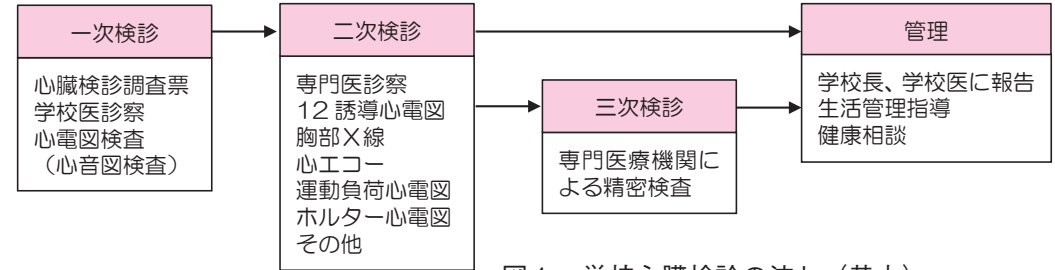 一次検診
心臓検診調査票
学校医診察
心電図検査
（心音図検査）
二次検診
専門医診察
12 誘導心電図
胸部X線
心エコー
運動負荷心電図
ホルター心電図
その他
三次検診
専門医療機関に
よる精密検査
管理
学校長、学校医に報告
生活管理指導
健康相談